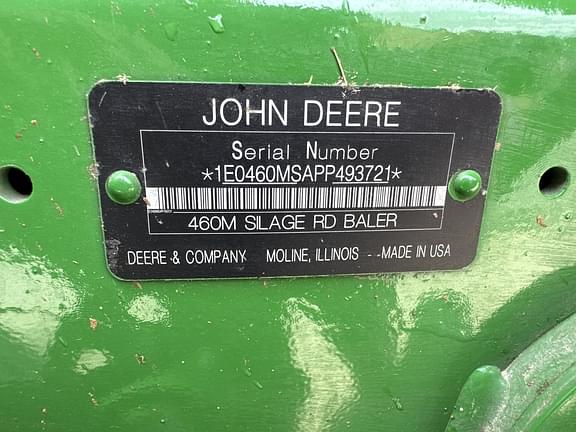 JOHN DEERE
Serial Number
*1E0460MSAPP493721*
460M SILAGE RD BALER
DEERE & COMPANY MOLINE, ILLINOIS - -MADE IN USA